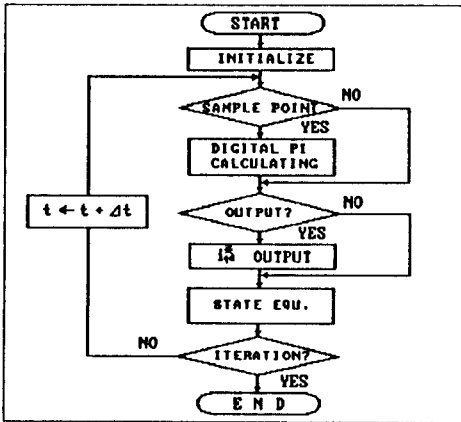 START
INITIALIZE
SAMPLE POINT
NO
YES
DIGITAL PI
CALCULATING
t ← t + Δt
OUTPUT?
NO
YES
OUTPUT
STATE EQU.
NO
ITERATION?
YES
E N D